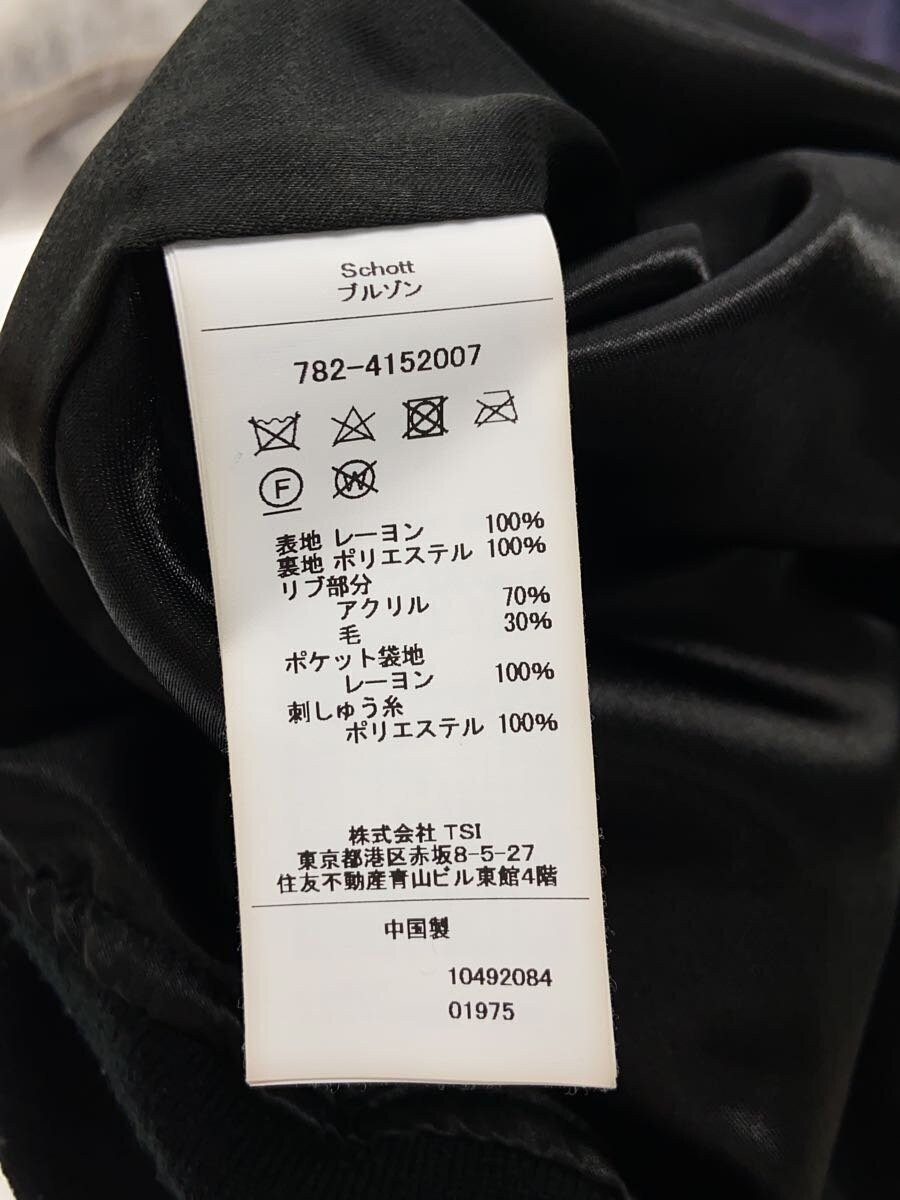 Schott
ブルゾン
782-4152007
F
W
表地 レーヨン 100%
裏地 ポリエステル 100%
リブ部分
アクリル 70%
毛 30%
ポケット袋地
レーヨン 100%
刺しゅう糸
ポリエステル 100%
株式会社 TSI
東京都港区赤坂8-5-27
住友不動産青山ビル東館4階
中国製
10492084
01975